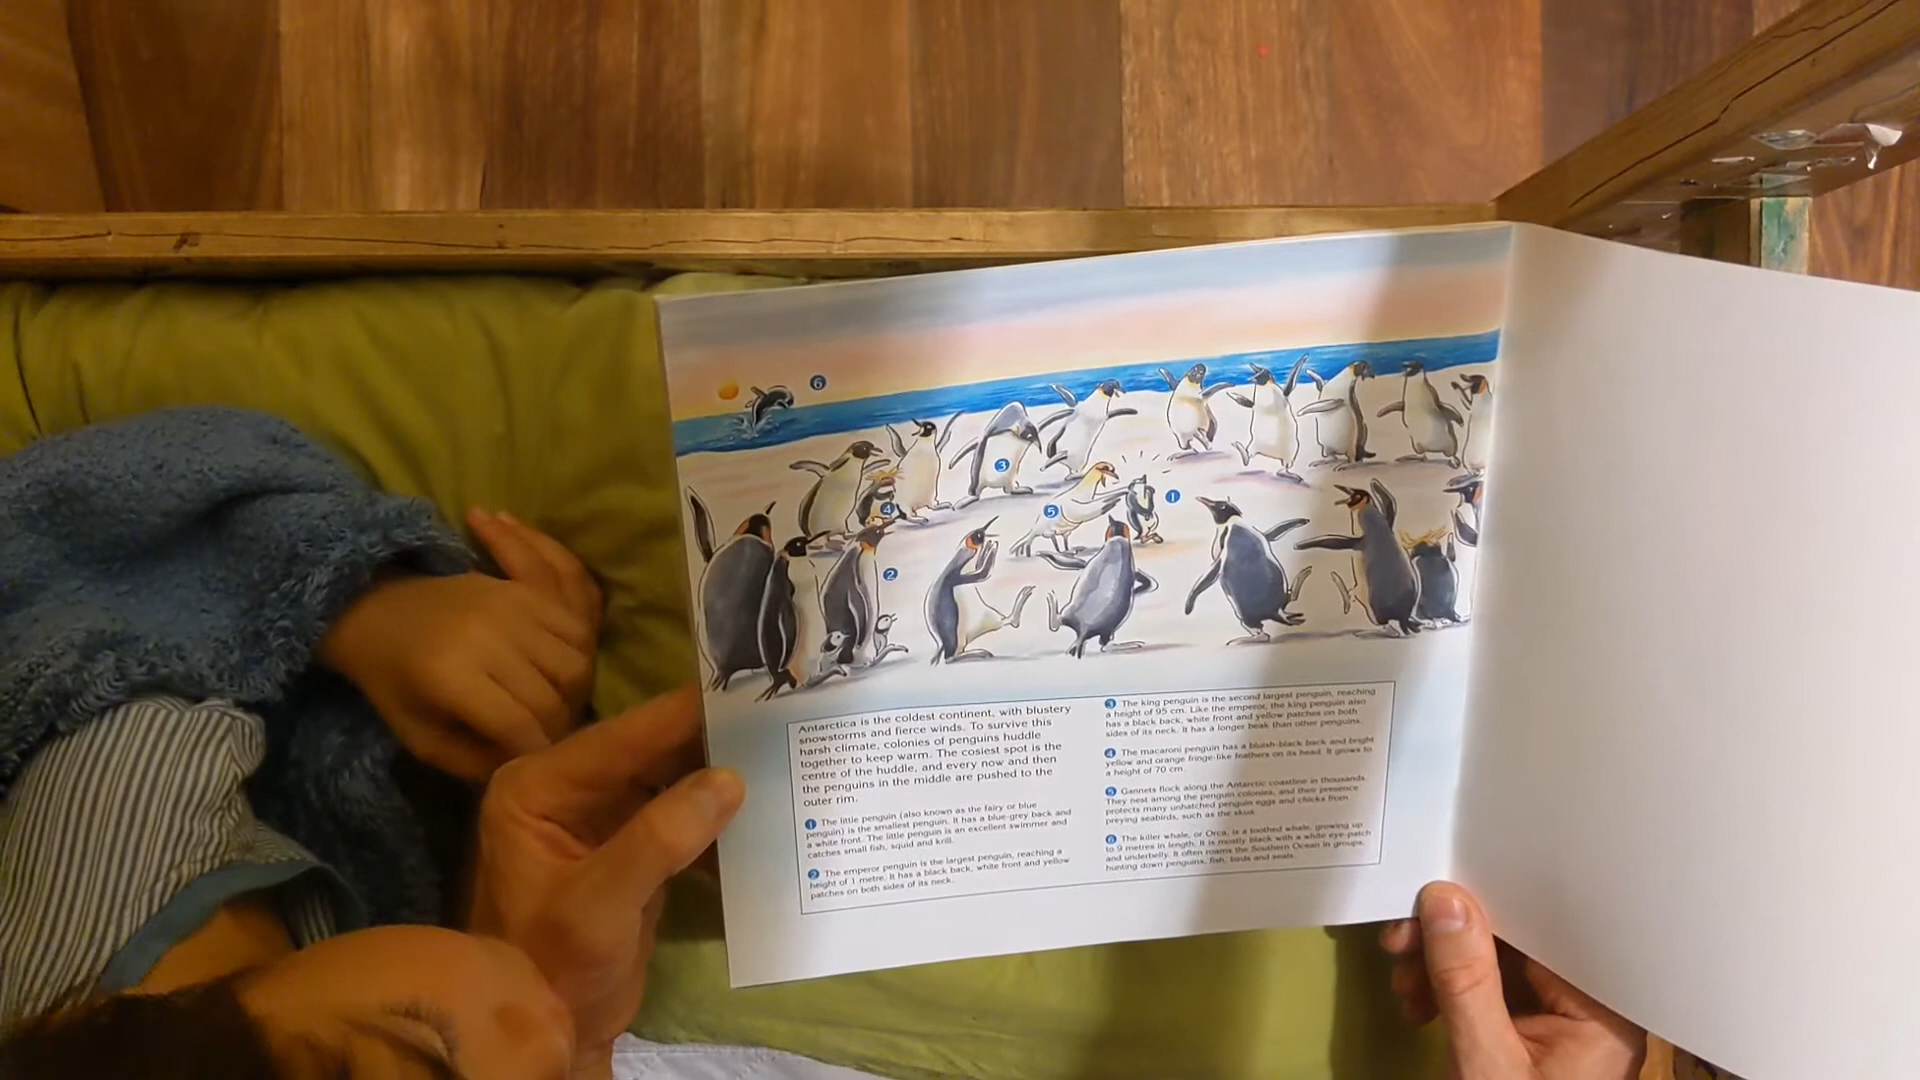 6
3
4
5
1
2
Antarctica is the coldest continent, with blustery
snowstorms and fierce winds. To survive this
harsh climate, colonies of penguins huddle
together to keep warm. The cosiest spot is the
centre of the huddle, and every now and then
the penguins in the middle are pushed to the
outer rim.
1 The little penguin (also known as the fairy or blue
penguin) is the smallest penguin. It has a blue-grey back and
a white front. The little penguin is an excellent swimmer and
catches small fish, squid and krill.
2 The emperor penguin is the largest penguin, reaching a
height of 1 metre. It has a black back, white front and yellow
patches on both sides of its neck.
3 The king penguin is the second largest penguin, reaching
a height of 95 cm. Like the emperor, the king penguin also
has a black back, white front and yellow patches on both
sides of its neck. It has a longer beak than other penguins.
4 The macaroni penguin has a bluish-black back and bright
yellow and orange fringe-like feathers on its head. It grows to
a height of 70 cm.
5 Gannets flock along the Antarctic coastline in thousands.
They nest among the penguin colonies, and their presence
protects many unhatched penguin eggs and chicks from
preying seabirds, such as the skua.
6 The killer whale, or Orca, is a toothed whale, growing up
to 9 metres in length. It is mostly black with a white eye-patch
and underbelly. It often roams the Southern Ocean in groups,
hunting down penguins, fish, birds and seals.